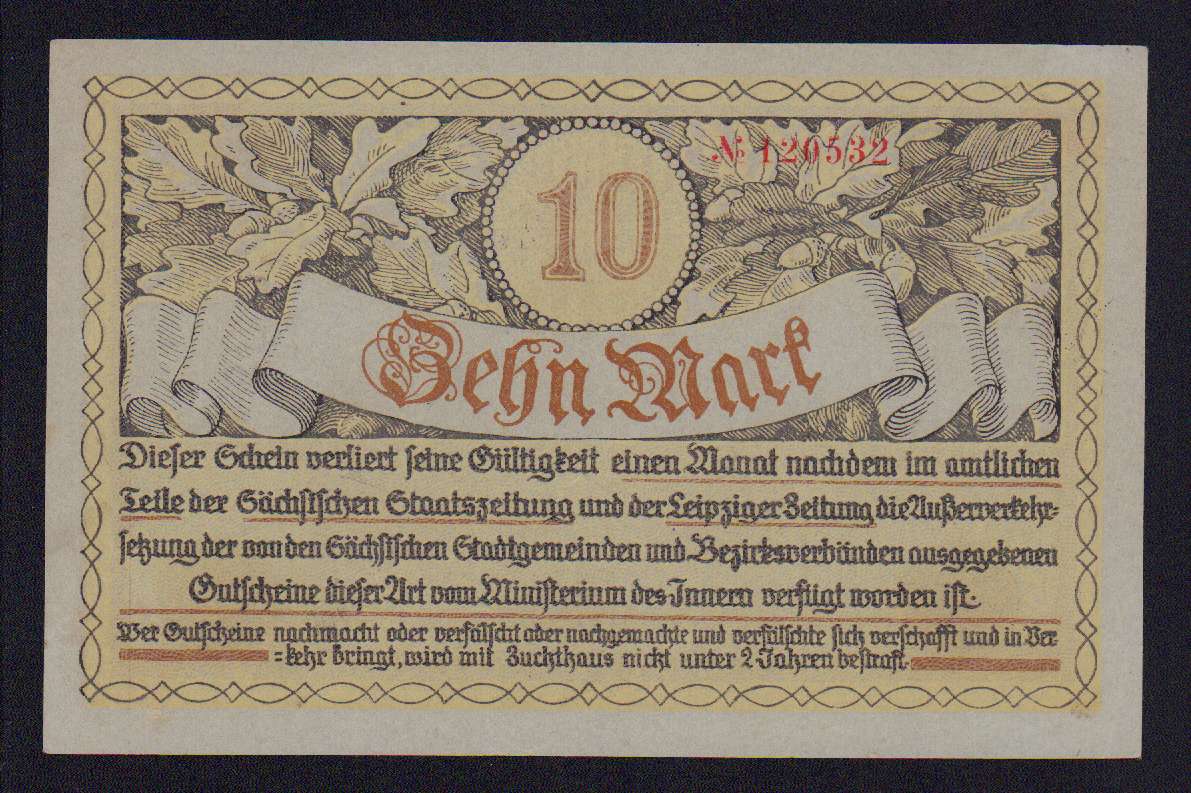 № 120532
10
Zehn Mark
Dieser Schein verliert seine Gültigkeit einen Monat nachdem im amtlichen
Teile der Sächsischen Staatszeitung und der Leipziger Zeitung die Außerverkehr-
setzung der von den Sächsischen Stadtgemeinden und Bezirksverbänden ausgegebenen
Gutscheine dieser Art vom Ministerium des Innern verfügt worden ist.
Wer Gutscheine nachmacht oder verfälscht oder nachgemachte und verfälschte sich verschafft und in Ver
=kehr bringt, wird mit Zuchthaus nicht unter 2 Jahren bestraft.